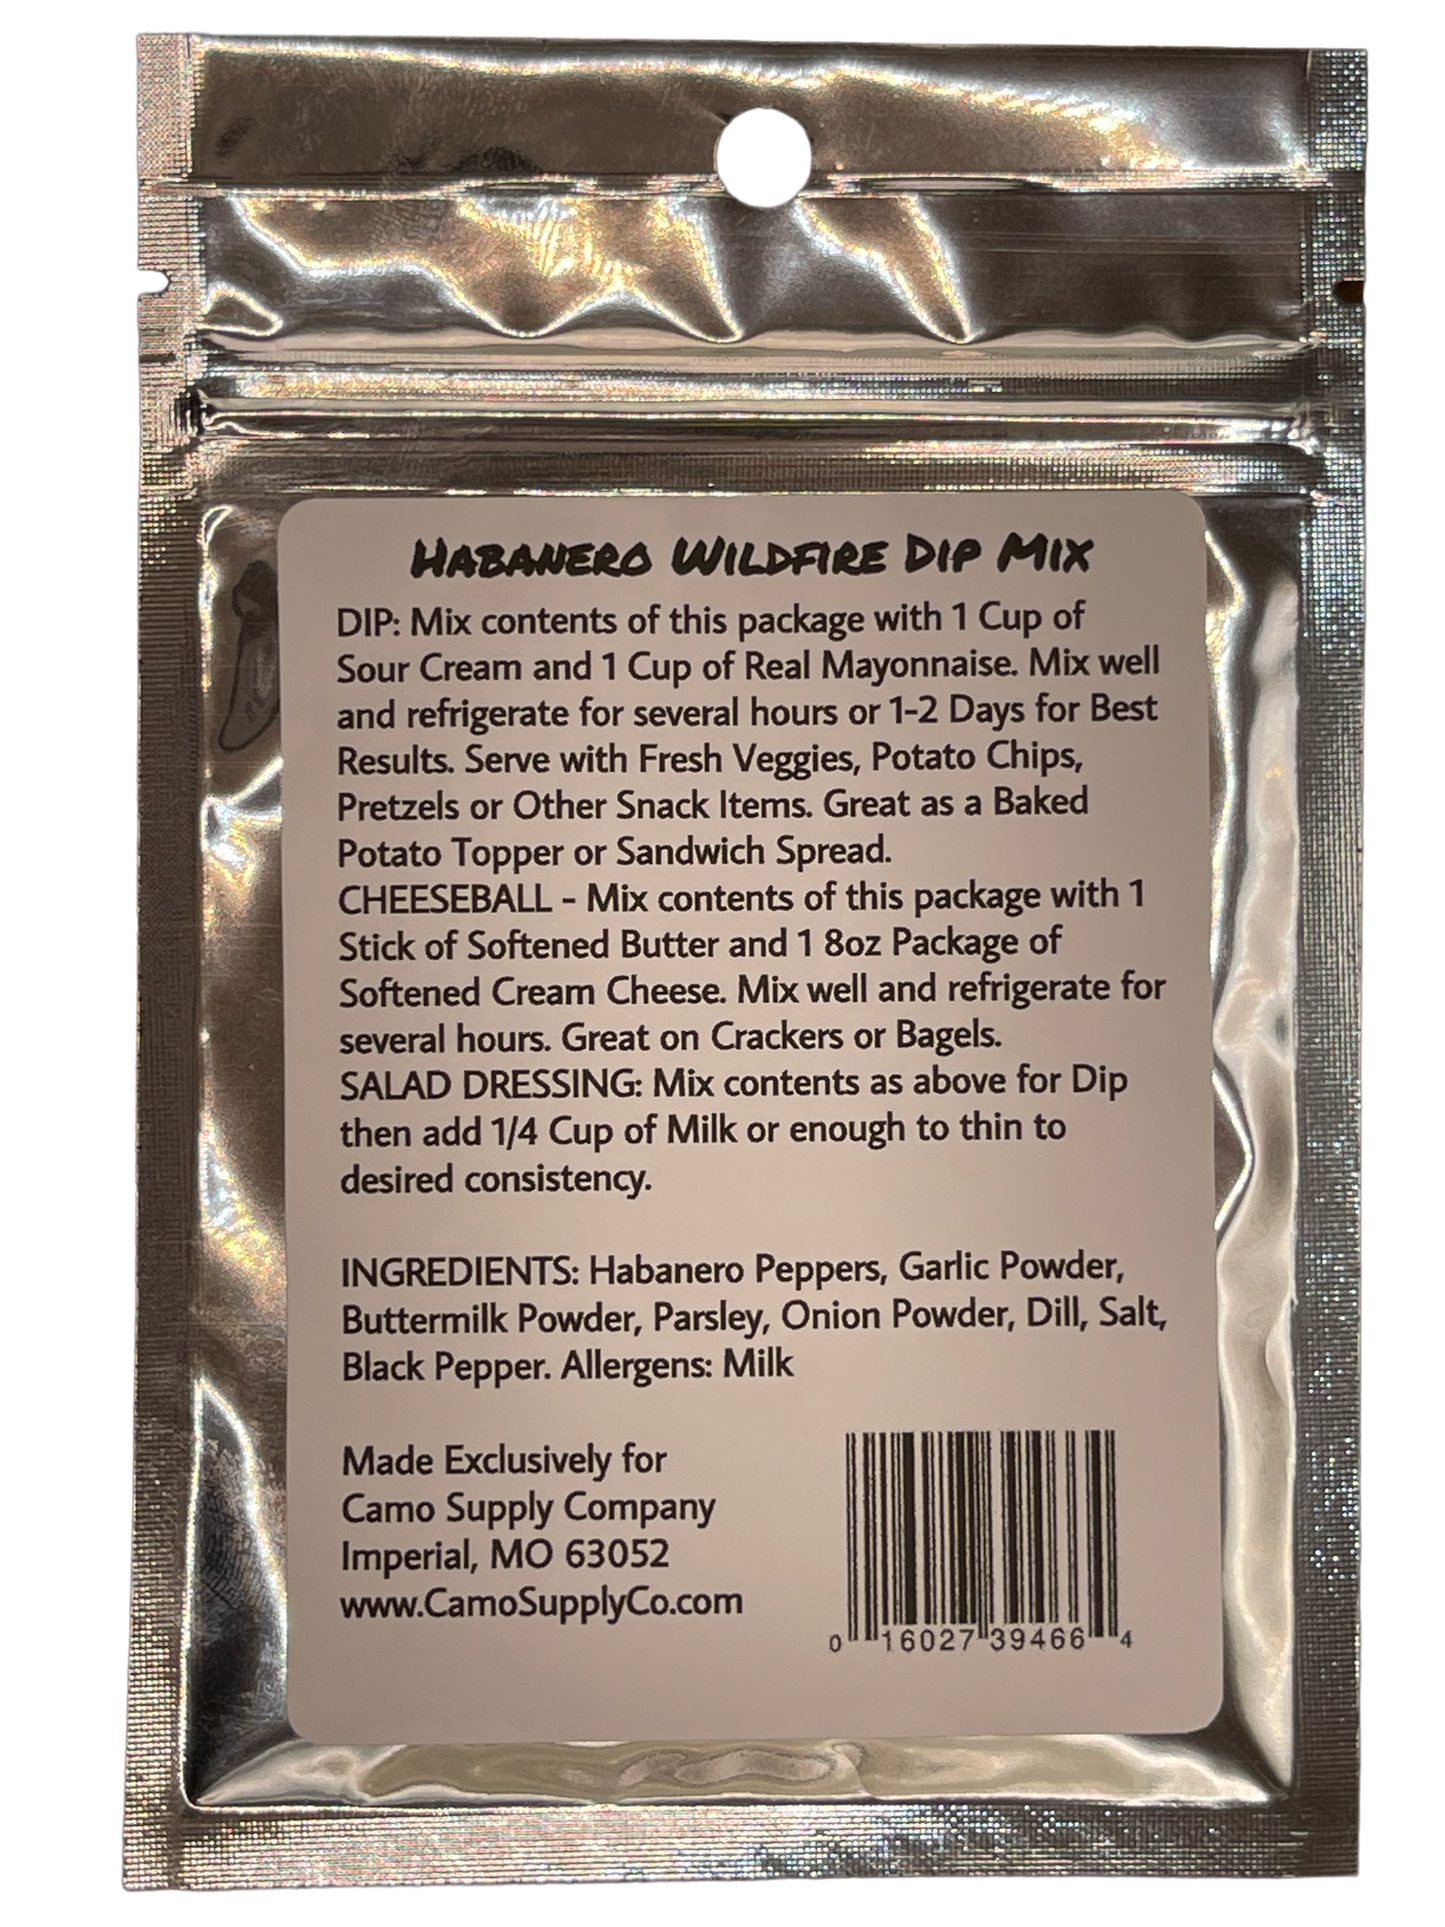 Habanero Wildfire Dip Mix
DIP: Mix contents of this package with 1 Cup of
Sour Cream and 1 Cup of Real Mayonnaise. Mix well
and refrigerate for several hours or 1-2 Days for Best
Results. Serve with Fresh Veggies, Potato Chips,
Pretzels or Other Snack Items. Great as a Baked
Potato Topper or Sandwich Spread.
CHEESEBALL - Mix contents of this package with 1
Stick of Softened Butter and 1 8oz Package of
Softened Cream Cheese. Mix well and refrigerate for
several hours. Great on Crackers or Bagels.
SALAD DRESSING: Mix contents as above for Dip
then add 1/4 Cup of Milk or enough to thin to
desired consistency.
INGREDIENTS: Habanero Peppers, Garlic Powder,
Buttermilk Powder, Parsley, Onion Powder, Dill, Salt,
Black Pepper. Allergens: Milk
Made Exclusively for
Camo Supply Company
Imperial, MO 63052
www.CamoSupplyCo.com
0 16027 39466 4